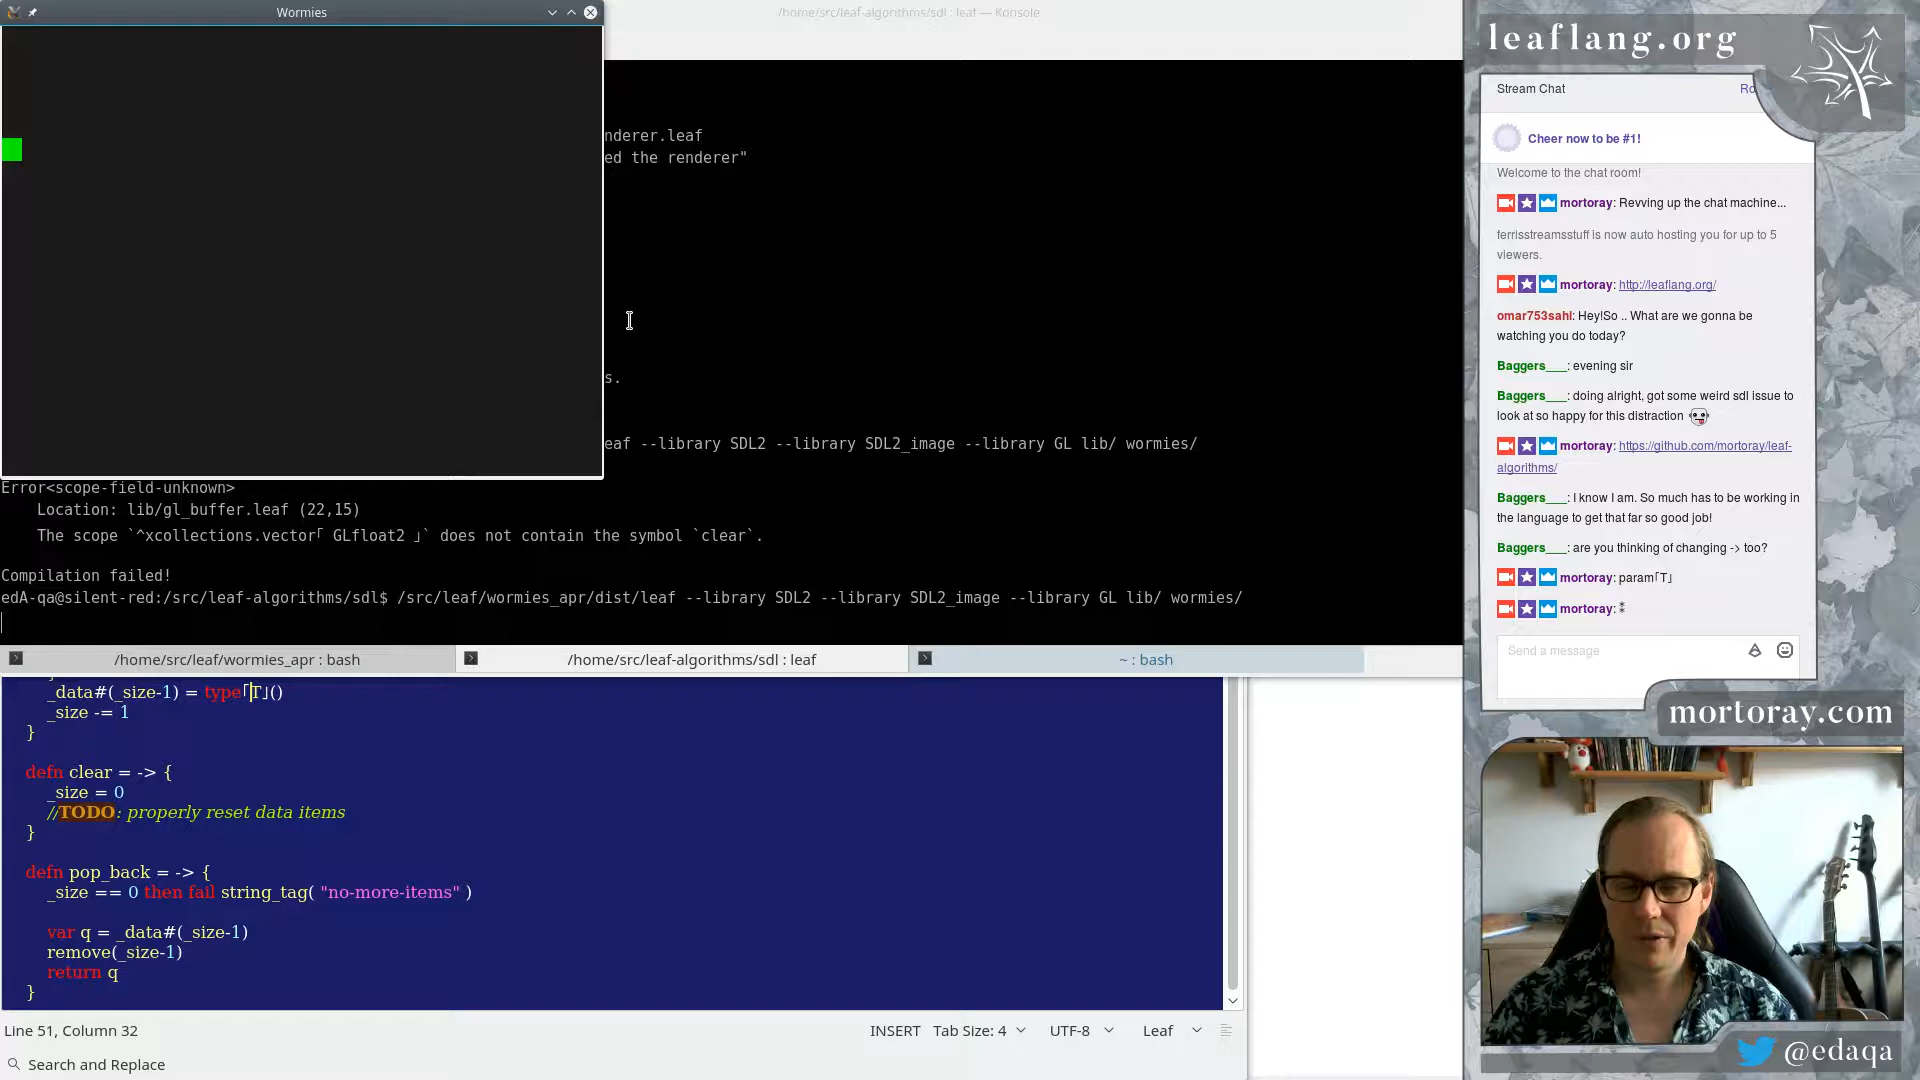 Wormies
/home/src/leaf-algorithms/sdl : leaf — Konsole
nderer.leaf
ed the renderer"
s.
eaf --library SDL2 --library SDL2_image --library GL lib/ wormies/
Error<scope-field-unknown>
Location: lib/gl_buffer.leaf (22,15)
The scope `^xcollections.vector｢ GLfloat2 ｣` does not contain the symbol `clear`.
Compilation failed!
edA-qa@silent-red:/src/leaf-algorithms/sdl$ /src/leaf/wormies_apr/dist/leaf --library SDL2 --library SDL2_image --library GL lib/ wormies/
/home/src/leaf/wormies_apr : bash
/home/src/leaf-algorithms/sdl : leaf
~ : bash
_data#(_size-1) = type｢T｣()
_size -= 1
}
defn clear = -> {
_size = 0
//TODO: properly reset data items
}
defn pop_back = -> {
_size == 0 then fail string_tag( "no-more-items" )
var q = _data#(_size-1)
remove(_size-1)
return q
}
Line 51, Column 32
INSERT
Tab Size: 4
UTF-8
Leaf
Search and Replace
leaflang.org
Stream Chat
Ro
Cheer now to be #1!
Welcome to the chat room!
mortoray: Revving up the chat machine...
ferrisstreamsstuff is now auto hosting you for up to 5
viewers.
mortoray: http://leaflang.org/
omar753sahl: Hey!So .. What are we gonna be
watching you do today?
Baggers___: evening sir
Baggers___: doing alright, got some weird sdl issue to
look at so happy for this distraction
mortoray: https://github.com/mortoray/leaf-
algorithms/
Baggers___: I know I am. So much has to be working in
the language to get that far so good job!
Baggers___: are you thinking of changing -> too?
mortoray: param｢T｣
mortoray: ⁑
Send a message
mortoray.com
@edaqa